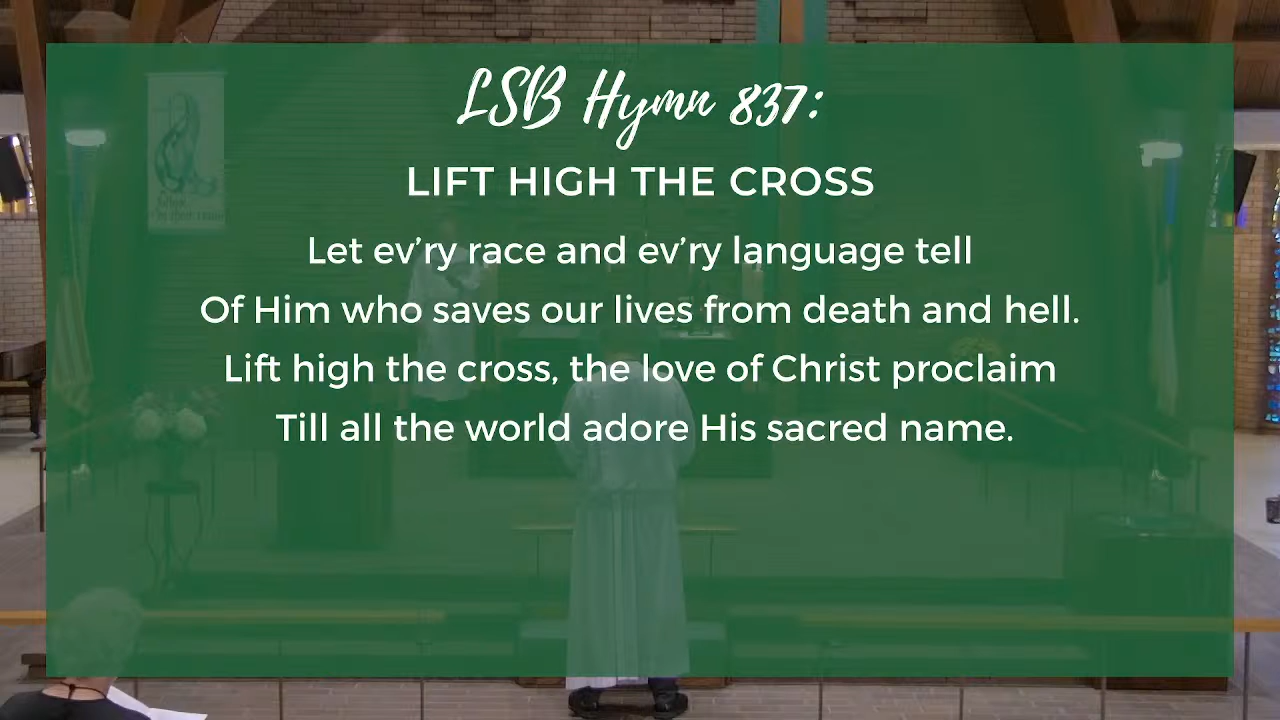 LSB Hymn 837:
LIFT HIGH THE CROSS
Let ev’ry race and ev’ry language tell
Of Him who saves our lives from death and hell.
Lift high the cross, the love of Christ proclaim
Till all the world adore His sacred name.